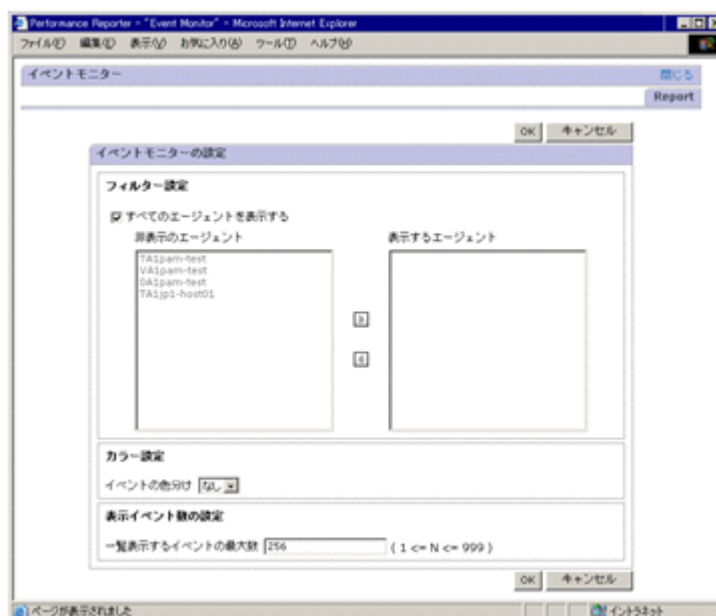 Performance Reporter - "Event Monitor" - Microsoft Internet Explorer
ファイル(F) 編集(E) 表示(V) お気に入り(A) ツール(T) ヘルプ(H)
イベントモニター 閉じる
Report
OK キャンセル
イベントモニターの設定
フィルター設定
すべてのエージェントを表示する
非表示のエージェント 表示するエージェント
TA1pam-test
VA1pam-test
DA1pam-test
TA1jp1-host01
カラー設定
イベントの色分け なし
表示イベント数の設定
一覧表示するイベントの最大数 256 ( 1 <= N <= 999 )
OK キャンセル
ページが表示されました イントラネット